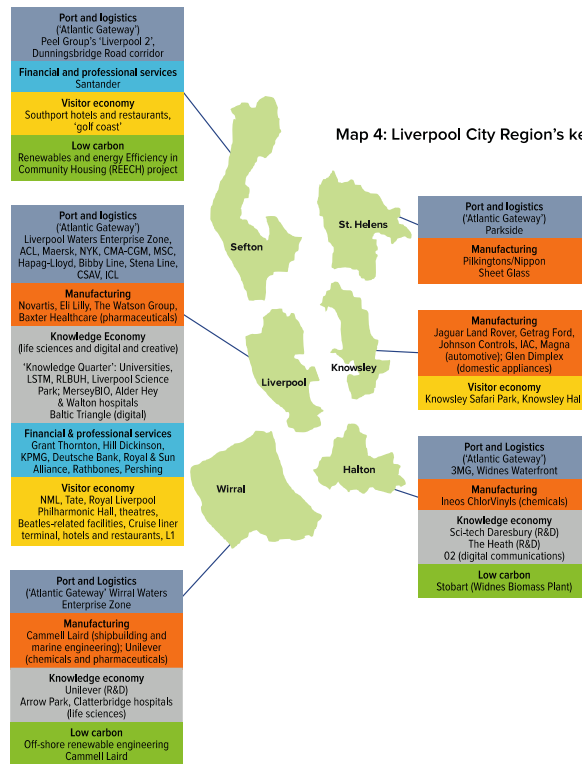 Port and logistics
('Atlantic Gateway')
Peel Group's 'Liverpool 2',
Dunningsbridge Road corridor
Financial and professional services
Santander
Visitor economy
Southport hotels and restaurants,
'golf coast'
Low carbon
Renewables and energy Efficiency in
Community Housing (REECH) project
Map 4: Liverpool City Region's ke
Sefton
St. Helens
Port and logistics
('Atlantic Gateway')
Parkside
Manufacturing
Pilkingtons/Nippon
Sheet Glass
Port and logistics
('Atlantic Gateway')
Liverpool Waters Enterprise Zone,
ACL, Maersk, NYK, CMA-CGM, MSC,
Hapag-Lloyd, Bibby Line, Stena Line,
CSAV, ICL
Manufacturing
Novartis, Eli Lilly, The Watson Group,
Baxter Healthcare (pharmaceuticals)
Knowledge Economy
(life sciences and digital and creative)
'Knowledge Quarter': Universities,
LSTM, RLBUH, Liverpool Science
Park; MerseyBIO, Alder Hey
& Walton hospitals
Baltic Triangle (digital)
Financial & professional services
Grant Thornton, Hill Dickinson,
KPMG, Deutsche Bank, Royal & Sun
Alliance, Rathbones, Pershing
Visitor economy
NML, Tate, Royal Liverpool
Philharmonic Hall, theatres,
Beatles-related facilities, Cruise liner
terminal, hotels and restaurants, L1
Liverpool
Knowsley
Manufacturing
Jaguar Land Rover, Getrag Ford,
Johnson Controls, IAC, Magna
(automotive); Glen Dimplex
(domestic appliances)
Visitor economy
Knowsley Safari Park, Knowsley Hal
Wirral
Halton
Port and Logistics
('Atlantic Gateway')
3MG, Widnes Waterfront
Manufacturing
Ineos ChlorVinyls (chemicals)
Knowledge economy
Sci-tech Daresbury (R&D)
The Heath (R&D)
02 (digital communications)
Low carbon
Stobart (Widnes Biomass Plant)
Port and Logistics
('Atlantic Gateway' Wirral Waters
Enterprise Zone
Manufacturing
Cammell Laird (shipbuilding and
marine engineering); Unilever
(chemicals and pharmaceuticals)
Knowledge economy
Unilever (R&D)
Arrow Park, Clatterbridge hospitals
(life sciences)
Low carbon
Off-shore renewable engineering
Cammell Laird